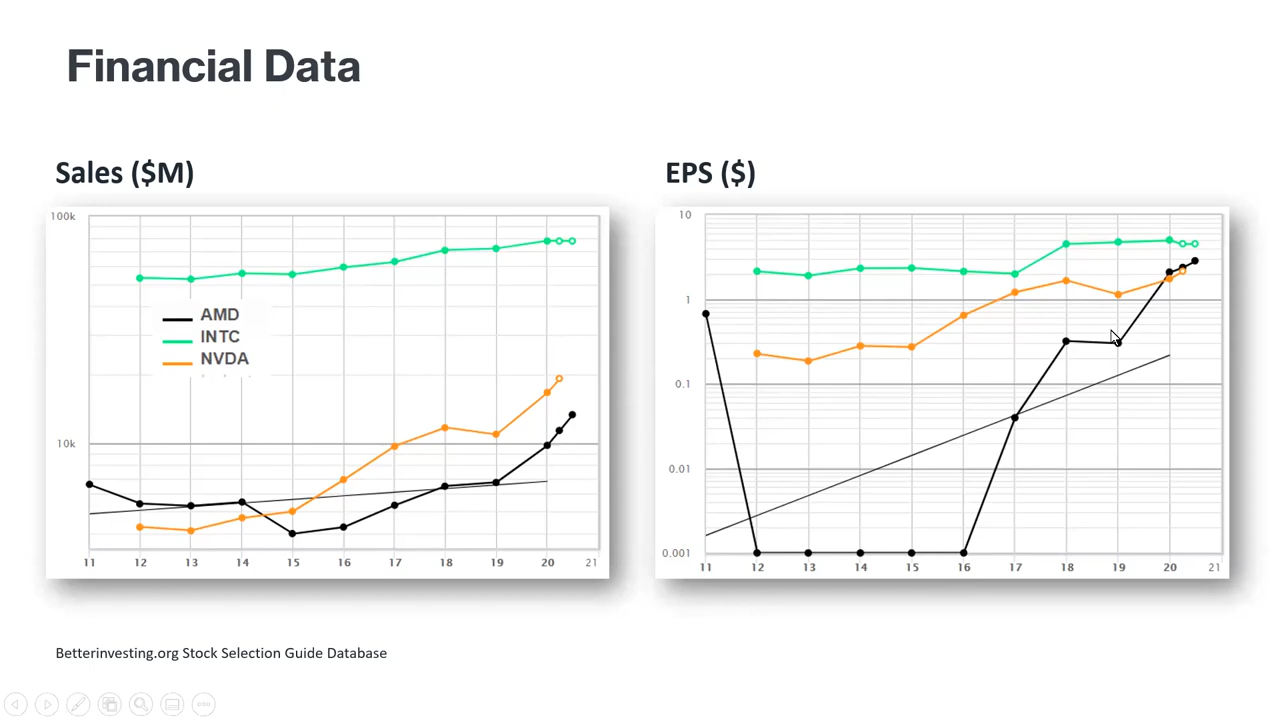 Financial Data
Sales ($M)
100k
10k
AMD
INTC
NVDA
11 12 13 14 15 16 17 18 19 20 21
EPS ($)
10
1
0.1
0.01
0.001
11 12 13 14 15 16 17 18 19 20 21
Betterinvesting.org Stock Selection Guide Database